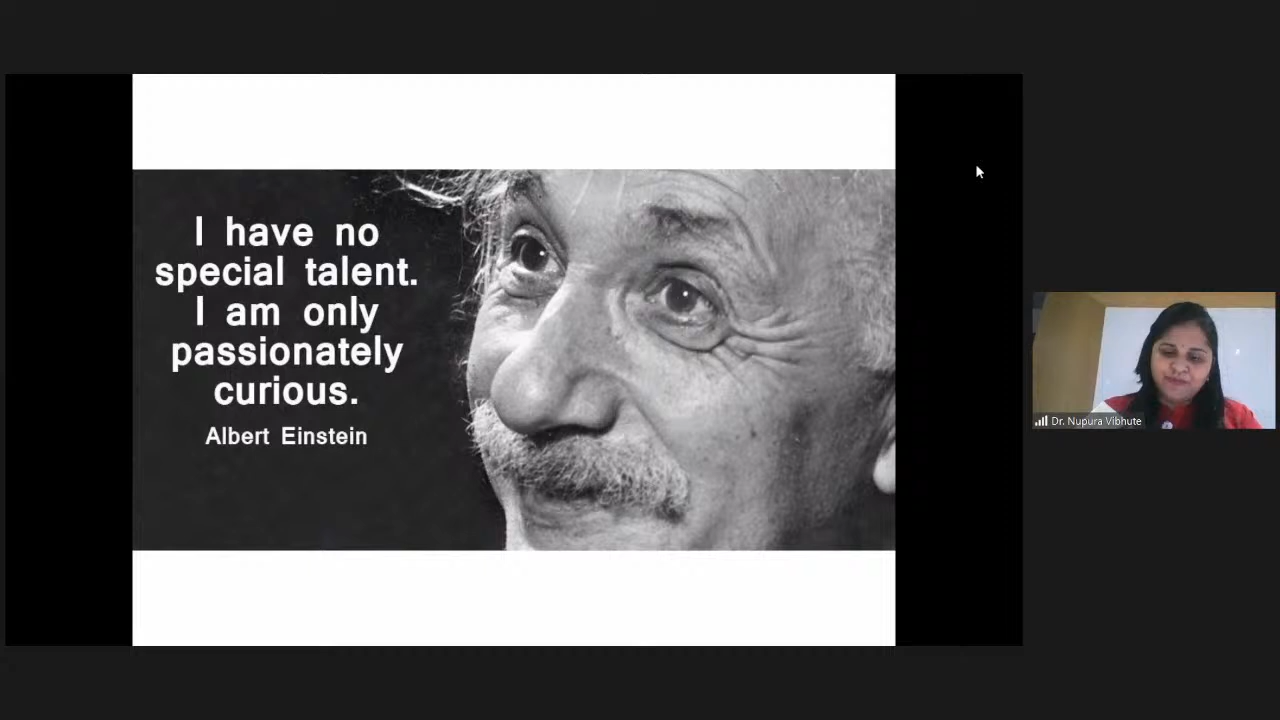 I have no
special talent.
I am only
passionately
curious.
Albert Einstein
Dr. Nupura Vibhute